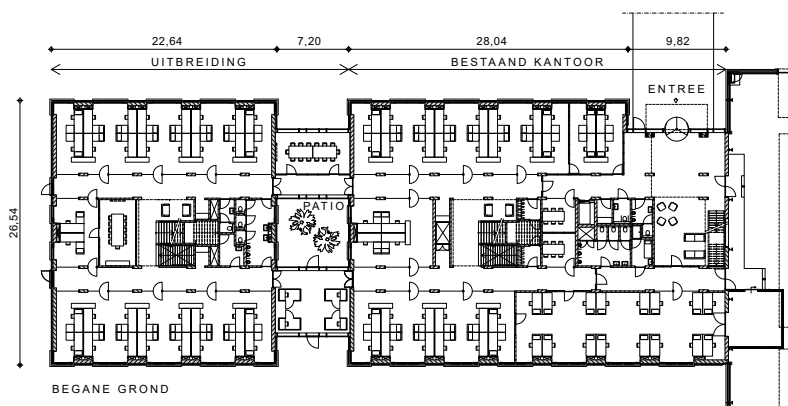 22,64 7,20 28,04 9,82
UITBREIDING BESTAAND KANTOOR
ENTREE
PATIO
26,54
BEGANE GROND